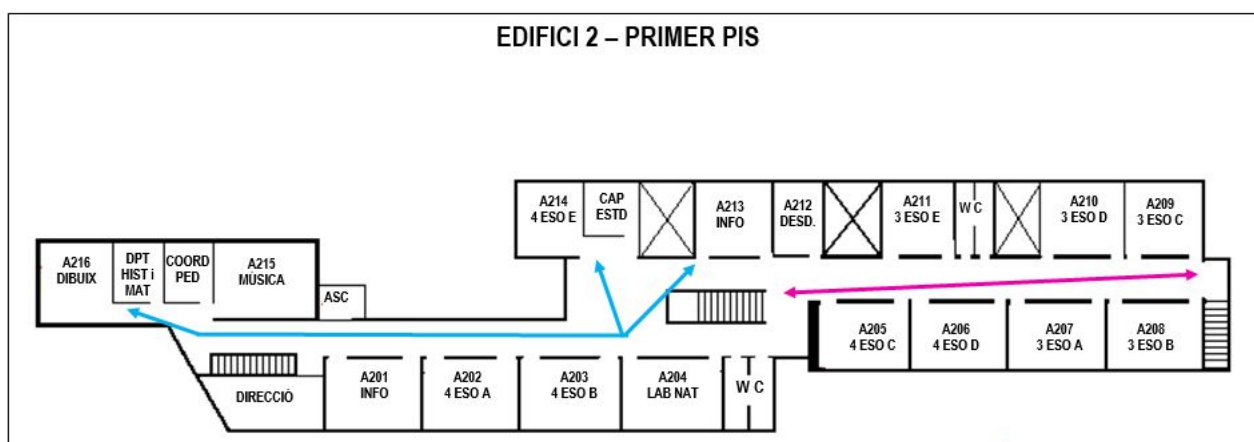 EDIFICI 2 – PRIMER PIS
A214
4 ESO E
CAP
ESTD
A213
INFO
A212
DESD.
A211
3 ESO E
W C
A210
3 ESO D
A209
3 ESO C
A216
DIBUIX
DPT
HIST i
MAT
COORD
PED
A215
MÚSICA
ASC
A205
4 ESO C
A206
4 ESO D
A207
3 ESO A
A208
3 ESO B
DIRECCIÓ
A201
INFO
A202
4 ESO A
A203
4 ESO B
A204
LAB NAT
W C